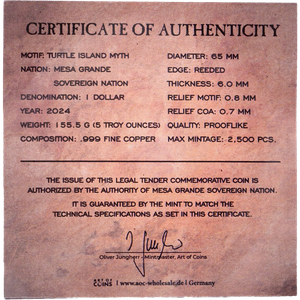 CERTIFICATE OF AUTHENTICITY
MOTIF: TURTLE ISLAND MYTH
NATION: MESA GRANDE
SOVEREIGN NATION
DENOMINATION: 1 DOLLAR
YEAR: 2024
WEIGHT: 155.5 G (5 TROY OUNCES)
COMPOSITION: .999 FINE COPPER
DIAMETER: 65 MM
EDGE: REEDED
THICKNESS: 6.0 MM
RELIEF MOTIF: 0.8 MM
RELIEF COA: 0.7 MM
QUALITY: PROOFLIKE
MAX MINTAGE: 2,500 PCS.
THE ISSUE OF THIS LEGAL TENDER COMMEMORATIVE COIN IS
AUTHORIZED BY THE AUTHORITY OF MESA GRANDE SOVEREIGN NATION.
IT IS GUARANTEED BY THE MINT TO MATCH THE
TECHNICAL SPECIFICATIONS AS SET IN THIS CERTIFICATE.
Oliver Jungherr - Mintmaster, Art of Coins
ART OF
COINS
| www.aoc-wholesale.de | Germany